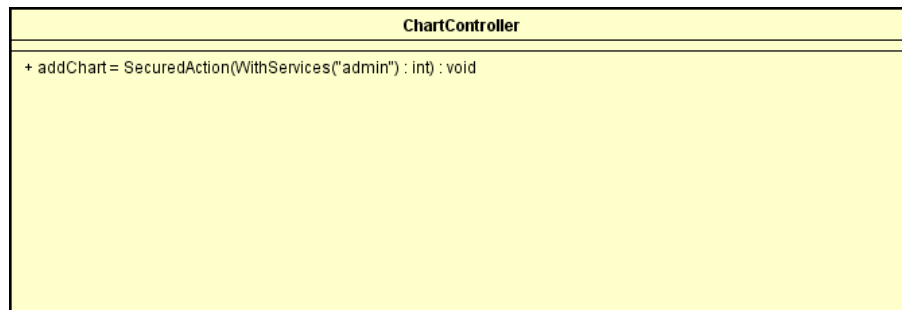 ChartController
+ addChart = SecuredAction(WithServices("admin") : int) : void